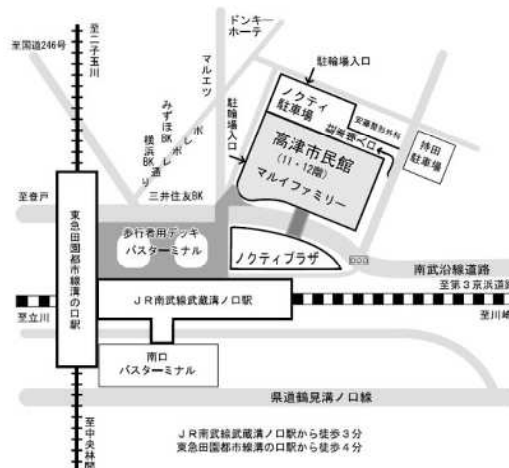 ドンキーホーテ
至二子玉川
至国道246号
マルエツ
駐輪場入口
ノクティ
駐車場
安藤整形外科
駐車場入口
持田
駐車場
駐輪場入口
高津市民館
(11・12階)
マルイファミリー
みずほBK
横浜BK
ポレポレ通り
三井住友BK
至登戸
歩行者用デッキ
バスターミナル
ノクティプラザ
南武沿線道路
東急田園都市線溝の口駅
JR南武線武蔵溝ノ口駅
至第3京浜道路
至立川
至川崎
南口
バスターミナル
県道鶴見溝ノ口線
至中央林間
JR南武線武蔵溝ノ口駅から徒歩3分
東急田園都市線溝の口駅から徒歩4分